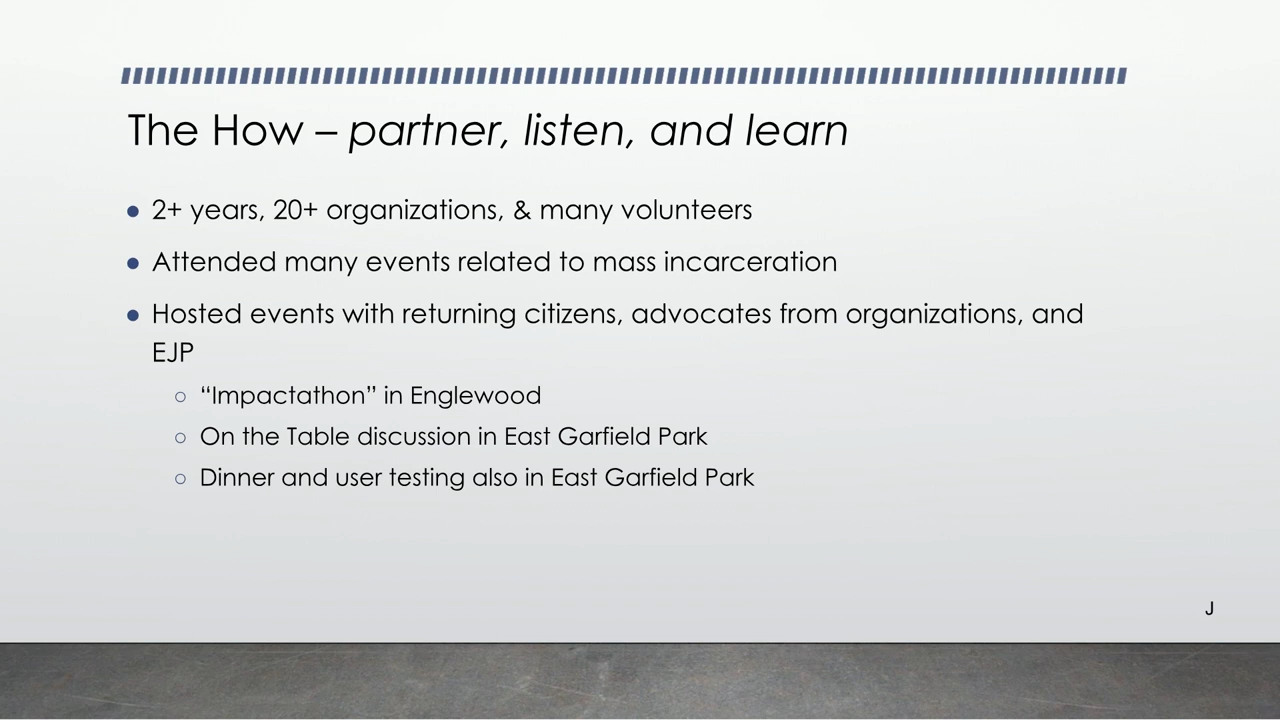 The How – partner, listen, and learn
● 2+ years, 20+ organizations, & many volunteers
● Attended many events related to mass incarceration
● Hosted events with returning citizens, advocates from organizations, and
EJP
○ “Impactathon” in Englewood
○ On the Table discussion in East Garfield Park
○ Dinner and user testing also in East Garfield Park
J